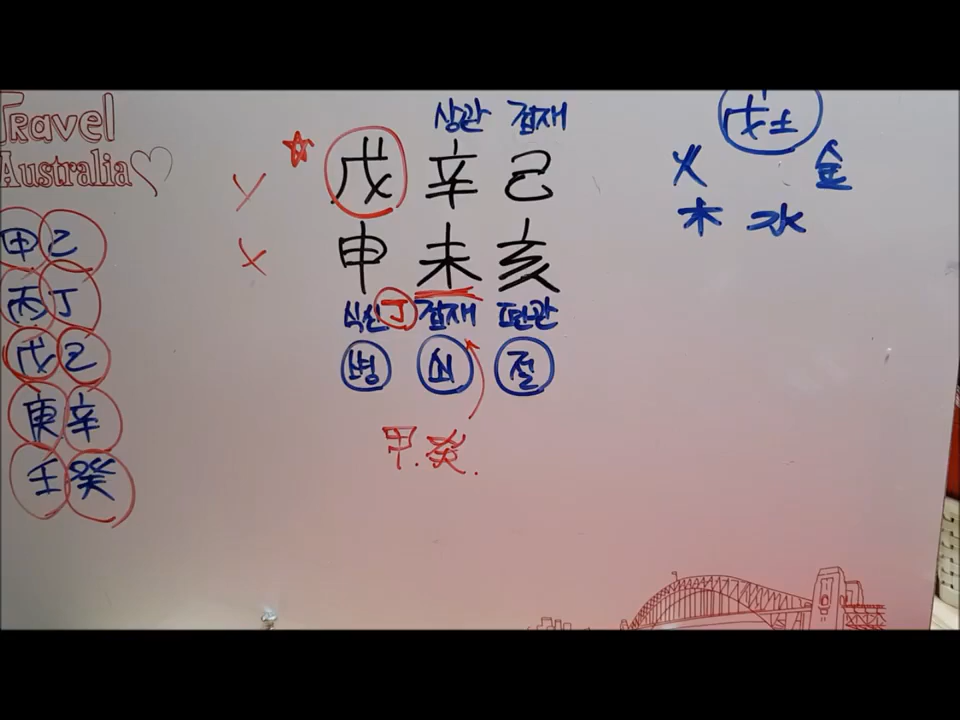 Travel
Australia
甲 己
丙 丁
戊 己
庚 辛
壬 癸
상관 겁재
戊 辛 己
申 未 亥
식신 丁 겁재 편관
병 쇠 절
甲. 癸.
戊土
火 金
木 水